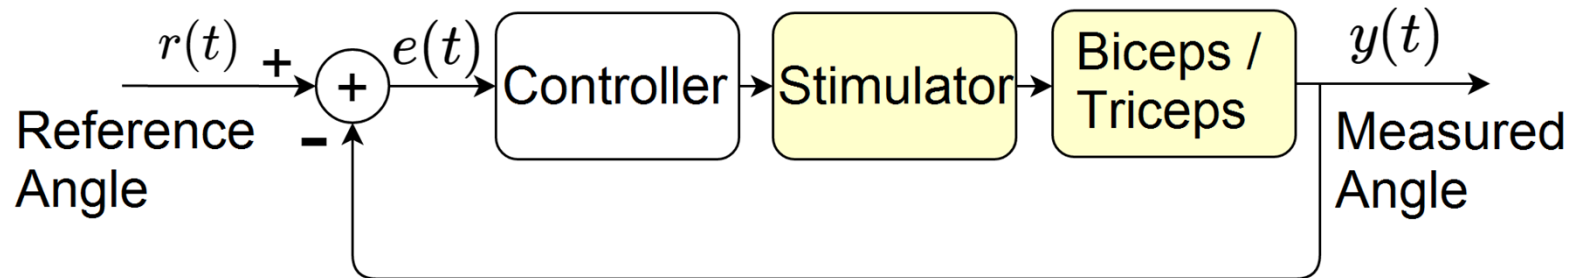 r(t)
+
Reference
Angle
-
+
e(t)
Controller
Stimulator
Biceps /
Triceps
y(t)
Measured
Angle